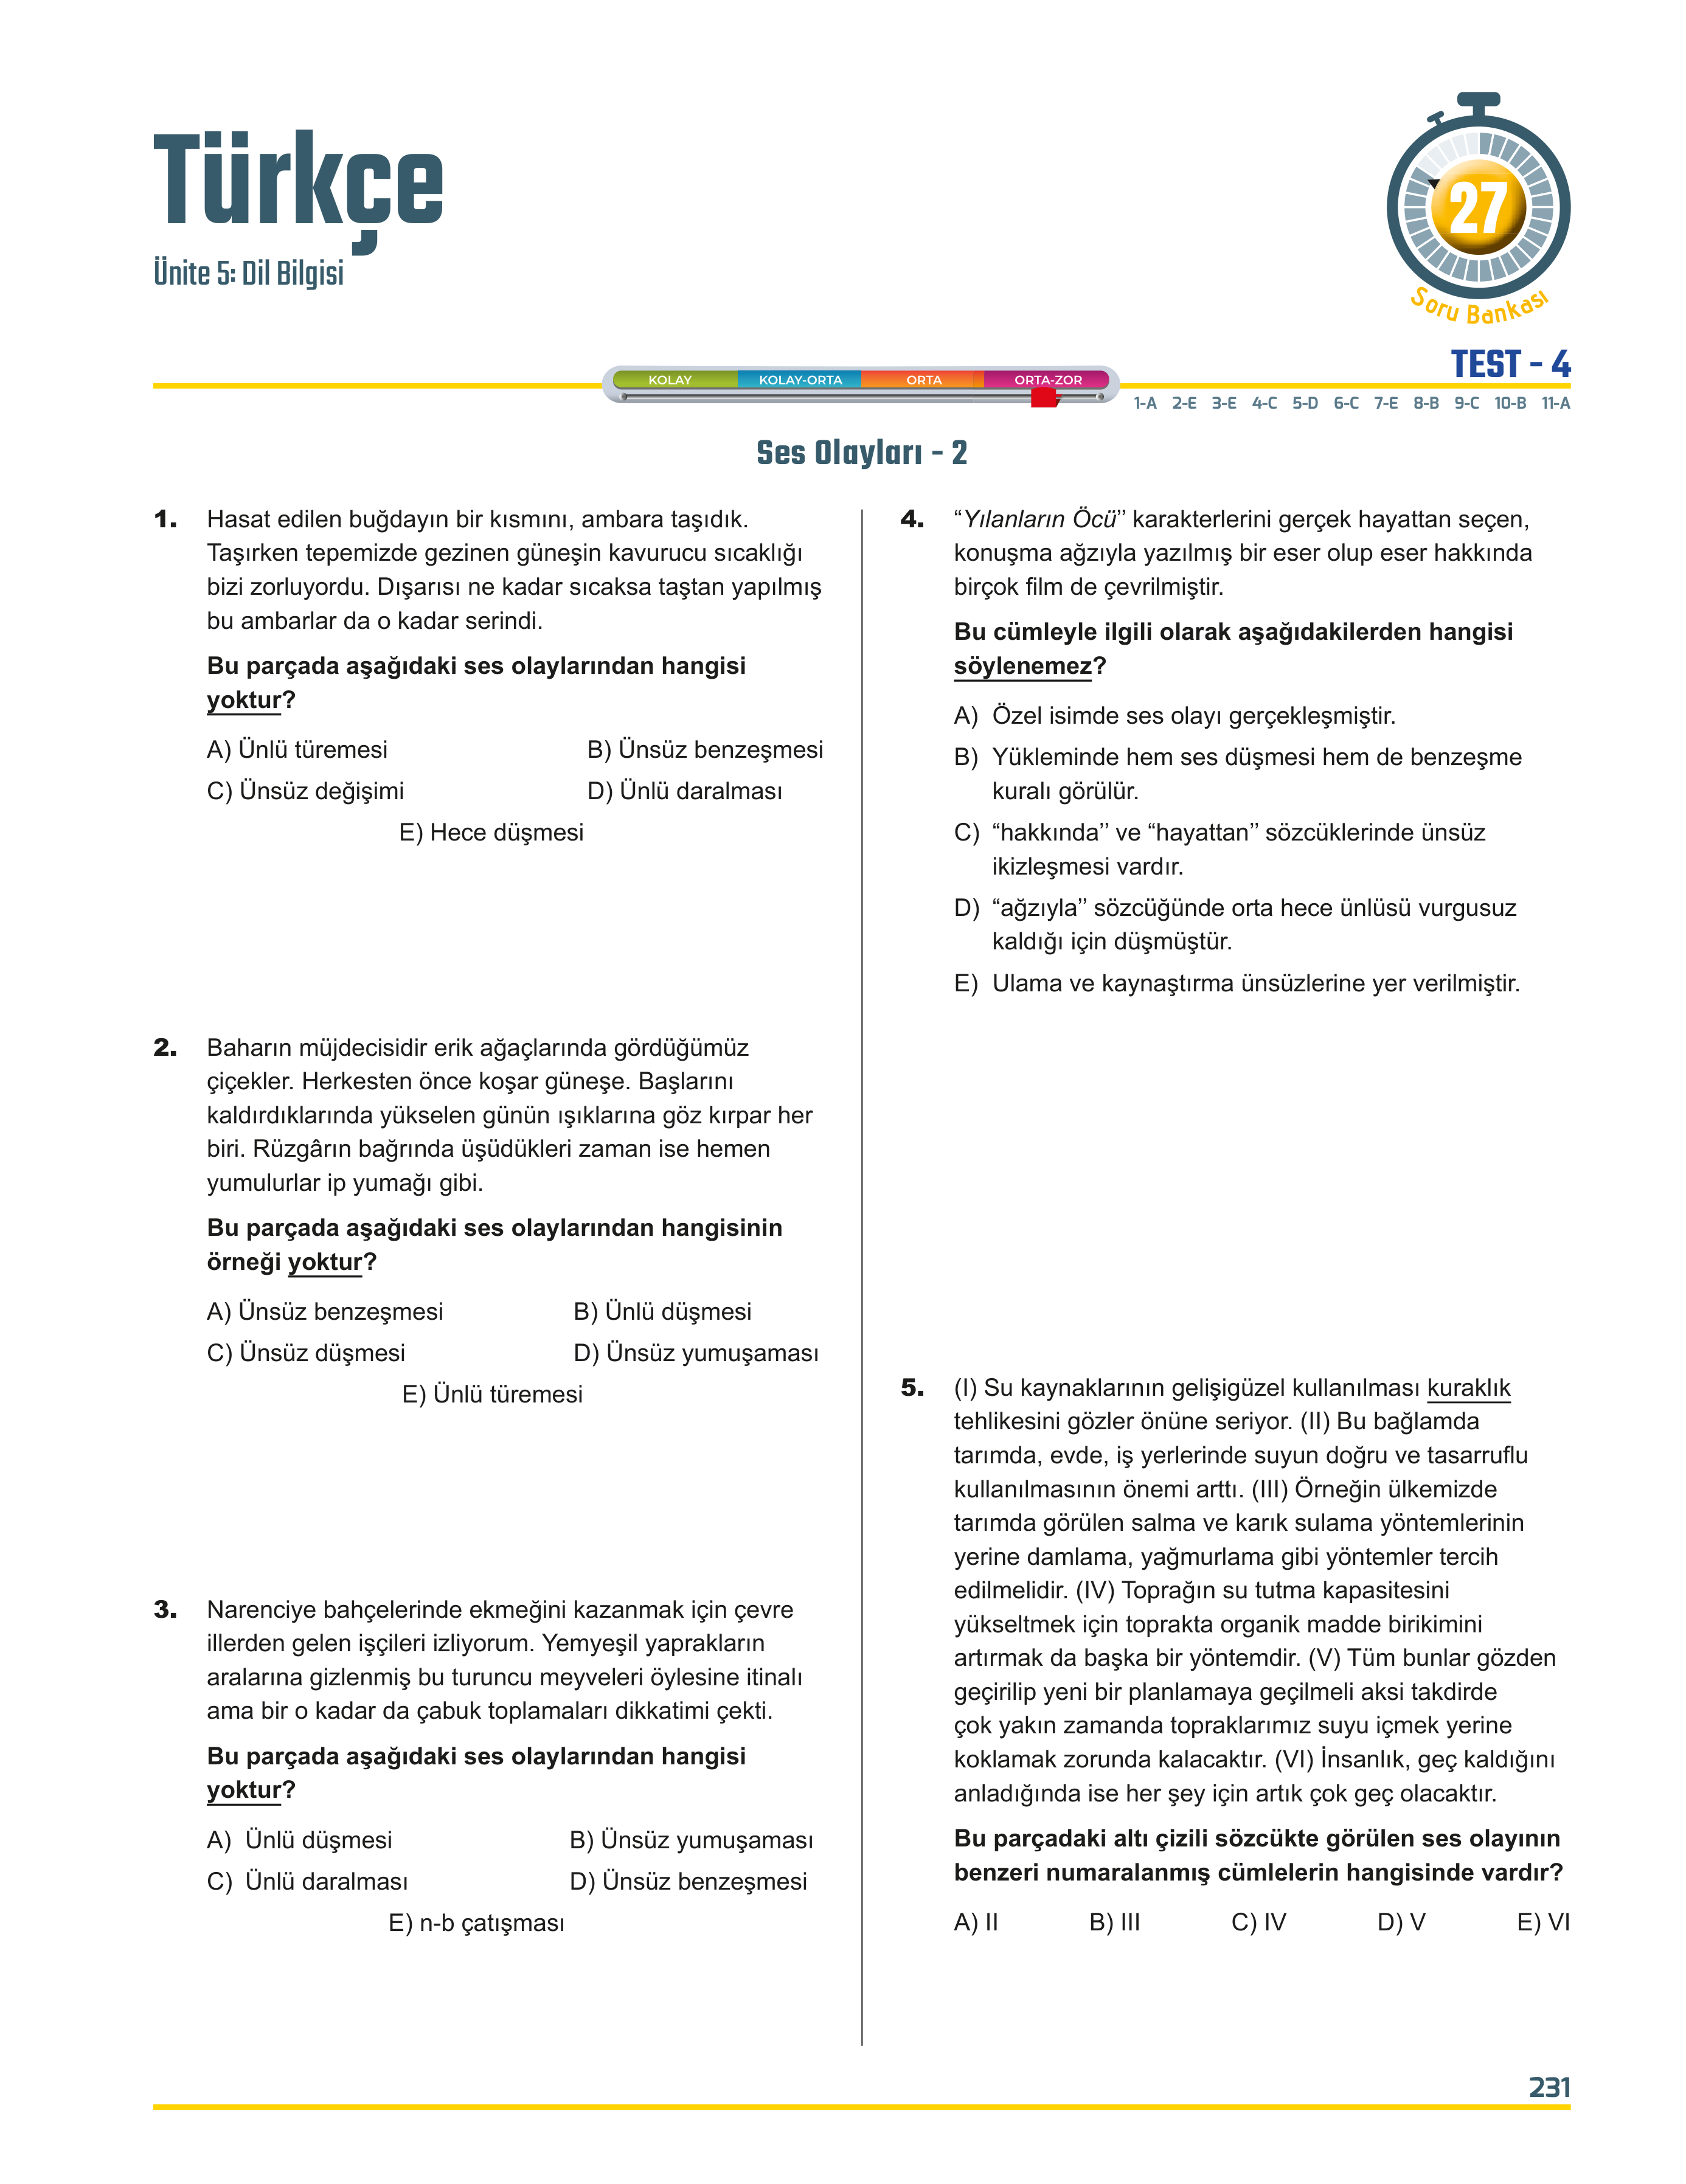 Türkçe
Ünite 5: Dil Bilgisi
27
Soru Bankası
TEST - 4
KOLAY KOLAY-ORTA ORTA ORTA-ZOR
1-A 2-E 3-E 4-C 5-D 6-C 7-E 8-B 9-C 10-B 11-A
Ses Olayları - 2
1. Hasat edilen buğdayın bir kısmını, ambara taşıdık.
Taşırken tepemizde gezinen güneşin kavurucu sıcaklığı
bizi zorluyordu. Dışarısı ne kadar sıcaksa taştan yapılmış
bu ambarlar da o kadar serindi.
Bu parçada aşağıdaki ses olaylarından hangisi
yoktur?
A) Ünlü türemesi B) Ünsüz benzeşmesi
C) Ünsüz değişimi D) Ünlü daralması
E) Hece düşmesi
2. Baharın müjdecisidir erik ağaçlarında gördüğümüz
çiçekler. Herkesten önce koşar güneşe. Başlarını
kaldırdıklarında yükselen günün ışıklarına göz kırpar her
biri. Rüzgârın bağrında üşüdükleri zaman ise hemen
yumulurlar ip yumağı gibi.
Bu parçada aşağıdaki ses olaylarından hangisinin
örneği yoktur?
A) Ünsüz benzeşmesi B) Ünlü düşmesi
C) Ünsüz düşmesi D) Ünsüz yumuşaması
E) Ünlü türemesi
3. Narenciye bahçelerinde ekmeğini kazanmak için çevre
illerden gelen işçileri izliyorum. Yemyeşil yaprakların
aralarına gizlenmiş bu turuncu meyveleri öylesine itinalı
ama bir o kadar da çabuk toplamaları dikkatimi çekti.
Bu parçada aşağıdaki ses olaylarından hangisi
yoktur?
A) Ünlü düşmesi B) Ünsüz yumuşaması
C) Ünlü daralması D) Ünsüz benzeşmesi
E) n-b çatışması
4. “Yılanların Öcü’’ karakterlerini gerçek hayattan seçen,
konuşma ağzıyla yazılmış bir eser olup eser hakkında
birçok film de çevrilmiştir.
Bu cümleyle ilgili olarak aşağıdakilerden hangisi
söylenemez?
A) Özel isimde ses olayı gerçekleşmiştir.
B) Yükleminde hem ses düşmesi hem de benzeşme
kuralı görülür.
C) “hakkında’’ ve “hayattan’’ sözcüklerinde ünsüz
ikizleşmesi vardır.
D) “ağzıyla’’ sözcüğünde orta hece ünlüsü vurgusuz
kaldığı için düşmüştür.
E) Ulama ve kaynaştırma ünsüzlerine yer verilmiştir.
5. (I) Su kaynaklarının gelişigüzel kullanılması kuraklık
tehlikesini gözler önüne seriyor. (II) Bu bağlamda
tarımda, evde, iş yerlerinde suyun doğru ve tasarruflu
kullanılmasının önemi arttı. (III) Örneğin ülkemizde
tarımda görülen salma ve karık sulama yöntemlerinin
yerine damlama, yağmurlama gibi yöntemler tercih
edilmelidir. (IV) Toprağın su tutma kapasitesini
yükseltmek için toprakta organik madde birikimini
artırmak da başka bir yöntemdir. (V) Tüm bunlar gözden
geçirilip yeni bir planlamaya geçilmeli aksi takdirde
çok yakın zamanda topraklarımız suyu içmek yerine
koklamak zorunda kalacaktır. (VI) İnsanlık, geç kaldığını
anladığında ise her şey için artık çok geç olacaktır.
Bu parçadaki altı çizili sözcükte görülen ses olayının
benzeri numaralanmış cümlelerin hangisinde vardır?
A) II B) III C) IV D) V E) VI
231